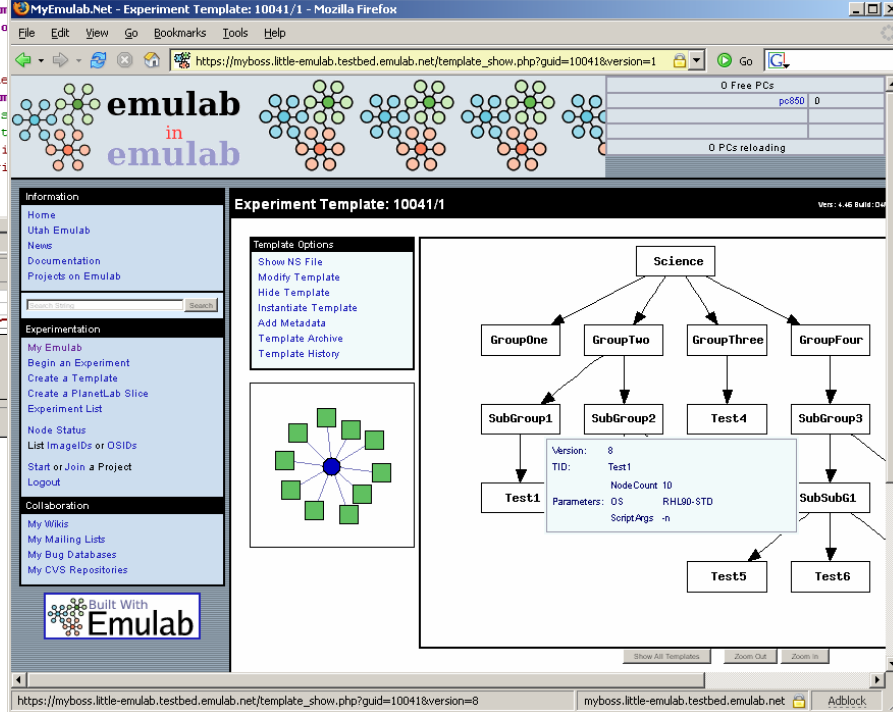 MyEmulab.Net - Experiment Template: 10041/1 - Mozilla Firefox
File Edit View Go Bookmarks Tools Help
https://myboss.little-emulab.testbed.emulab.net/template_show.php?guid=10041&version=1 Go G
emulab
in
emulab
0 Free PCs
pc850 0
0 PCs reloading
Information
Home
Utah Emulab
News
Documentation
Projects on Emulab
Search String Search
Experimentation
My Emulab
Begin an Experiment
Create a Template
Create a PlanetLab Slice
Experiment List
Node Status
List ImageIDs or OSIDs
Start or Join a Project
Logout
Collaboration
My Wikis
My Mailing Lists
My Bug Databases
My CVS Repositories
Built With
Emulab
Experiment Template: 10041/1 Vers: 4.46 Build:
Template Options
Show NS File
Modify Template
Hide Template
Instantiate Template
Add Metadata
Template Archive
Template History
Science
GroupOne GroupTwo GroupThree GroupFour
SubGroup1 SubGroup2 Test4 SubGroup3
Version: 8
TID: Test1
NodeCount 10
Parameters: OS RHL90-STD
ScriptArgs -n
Test1 SubSubG1
Test5 Test6
Show All Templates Zoom Out Zoom In
https://myboss.little-emulab.testbed.emulab.net/template_show.php?guid=10041&version=8 myboss.little-emulab.testbed.emulab.net Adblock